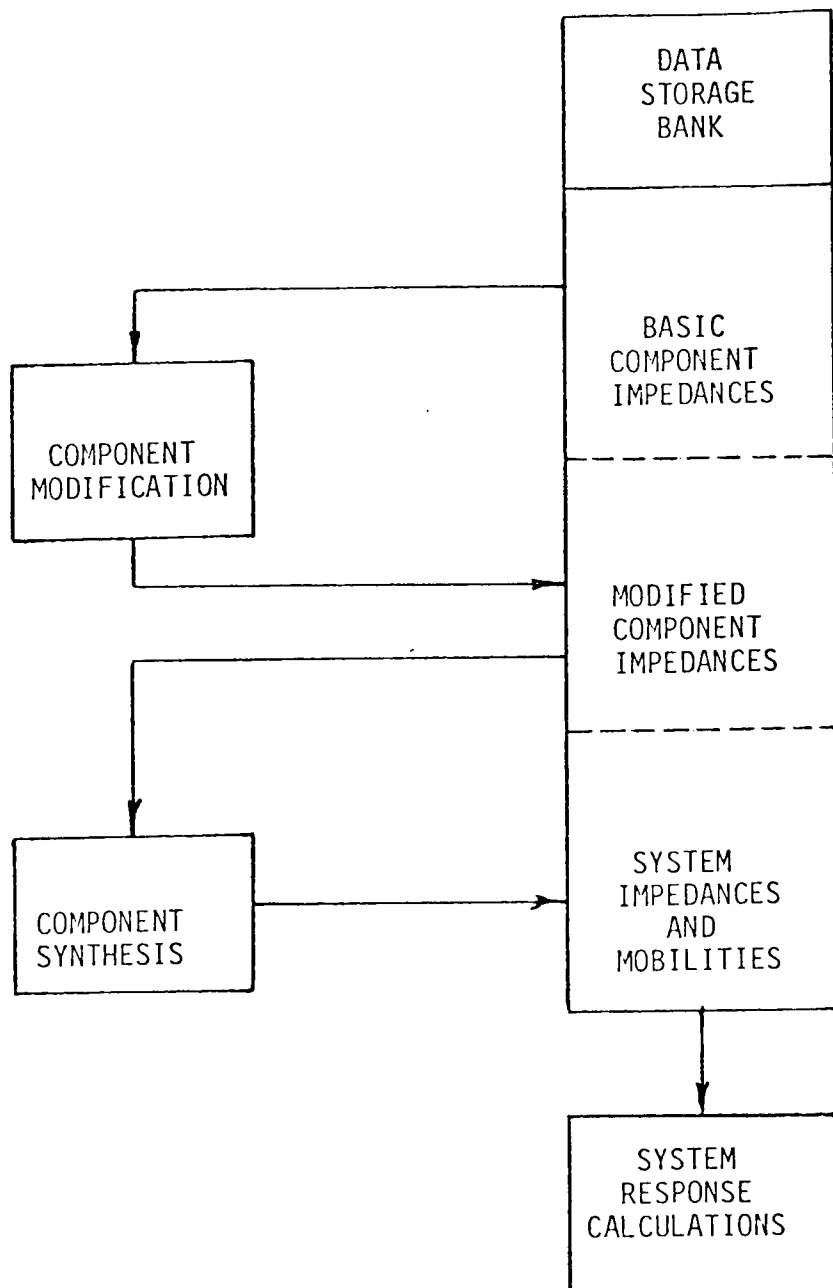 DATA
STORAGE
BANK
BASIC
COMPONENT
IMPEDANCES
COMPONENT
MODIFICATION
MODIFIED
COMPONENT
IMPEDANCES
SYSTEM
IMPEDANCES
AND
MOBILITIES
COMPONENT
SYNTHESIS
SYSTEM
RESPONSE
CALCULATIONS